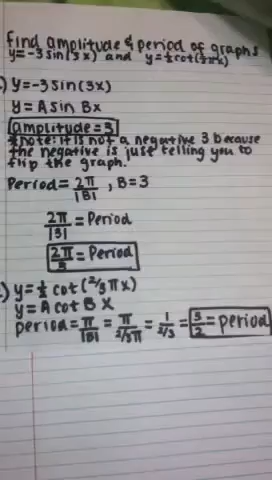 find amplitude & period of graphs
y=-3sin(3x) and y=½cot(⅔πx)
) y=-3sin(3x)
y=A sin Bx
amplitude=3
*note: it is not a negative 3 because
the negative is just telling you to
flip the graph.
Period= 2π/|B| , B=3
2π/|3| = Period
2π/3 = Period
) y=½ cot(2/3πx)
y=A cot B x
period= π/|B| = π/2/3π = 1/2/3 = 3/2 = period